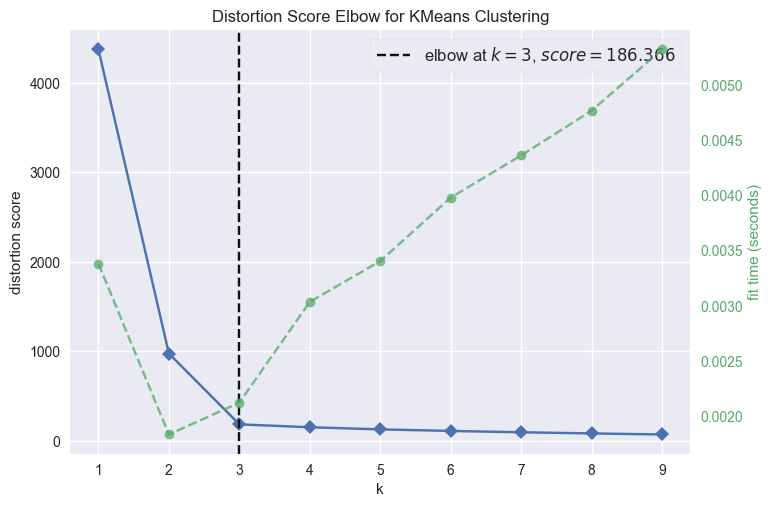 Distortion Score Elbow for KMeans Clustering
elbow at k = 3, score = 186.366
distortion score
4000
3000
2000
1000
0
0.0050
0.0045
0.0040
0.0035
0.0030
0.0025
0.0020
fit time (seconds)
1 2 3 4 5 6 7 8 9
k